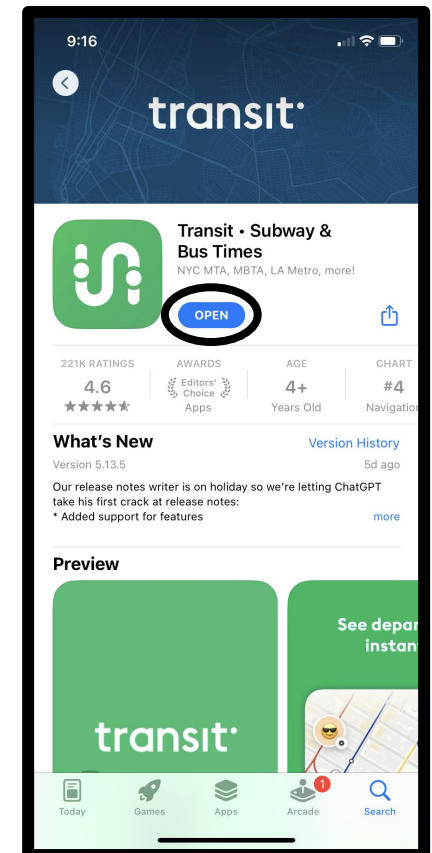 9:16
transit
Transit • Subway &
Bus Times
NYC MTA, MBTA, LA Metro, more!
OPEN
221K RATINGS
4.6
AWARDS
Editors'
Choice
Apps
AGE
4+
Years Old
CHART
#4
Navigation
What's New
Version History
Version 5.13.5
5d ago
Our release notes writer is on holiday so we're letting ChatGPT
take his first crack at release notes:
* Added support for features
more
Preview
transit
See depar
instan
1
Today
Games
Apps
Arcade
Search